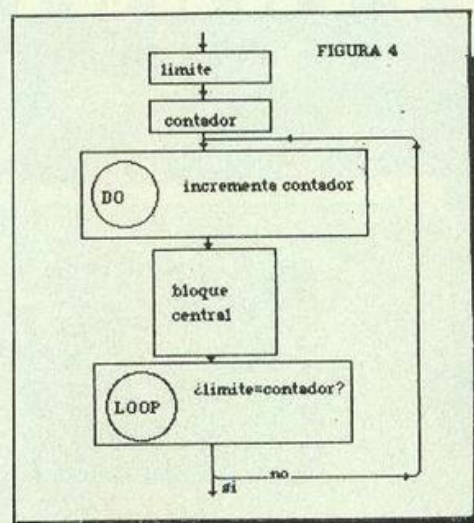 FIGURA 4
limite
contador
DO
incrementa contador
bloque
central
LOOP
¿limite=contador?
no
si